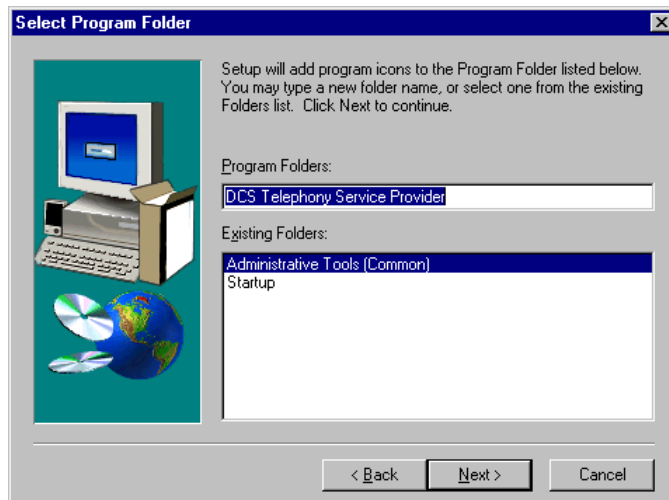 Select Program Folder
Setup will add program icons to the Program Folder listed below.
You may type a new folder name, or select one from the existing
Folders list. Click Next to continue.
Program Folders:
DCS Telephony Service Provider
Existing Folders:
Administrative Tools (Common)
Startup
< Back
Next >
Cancel